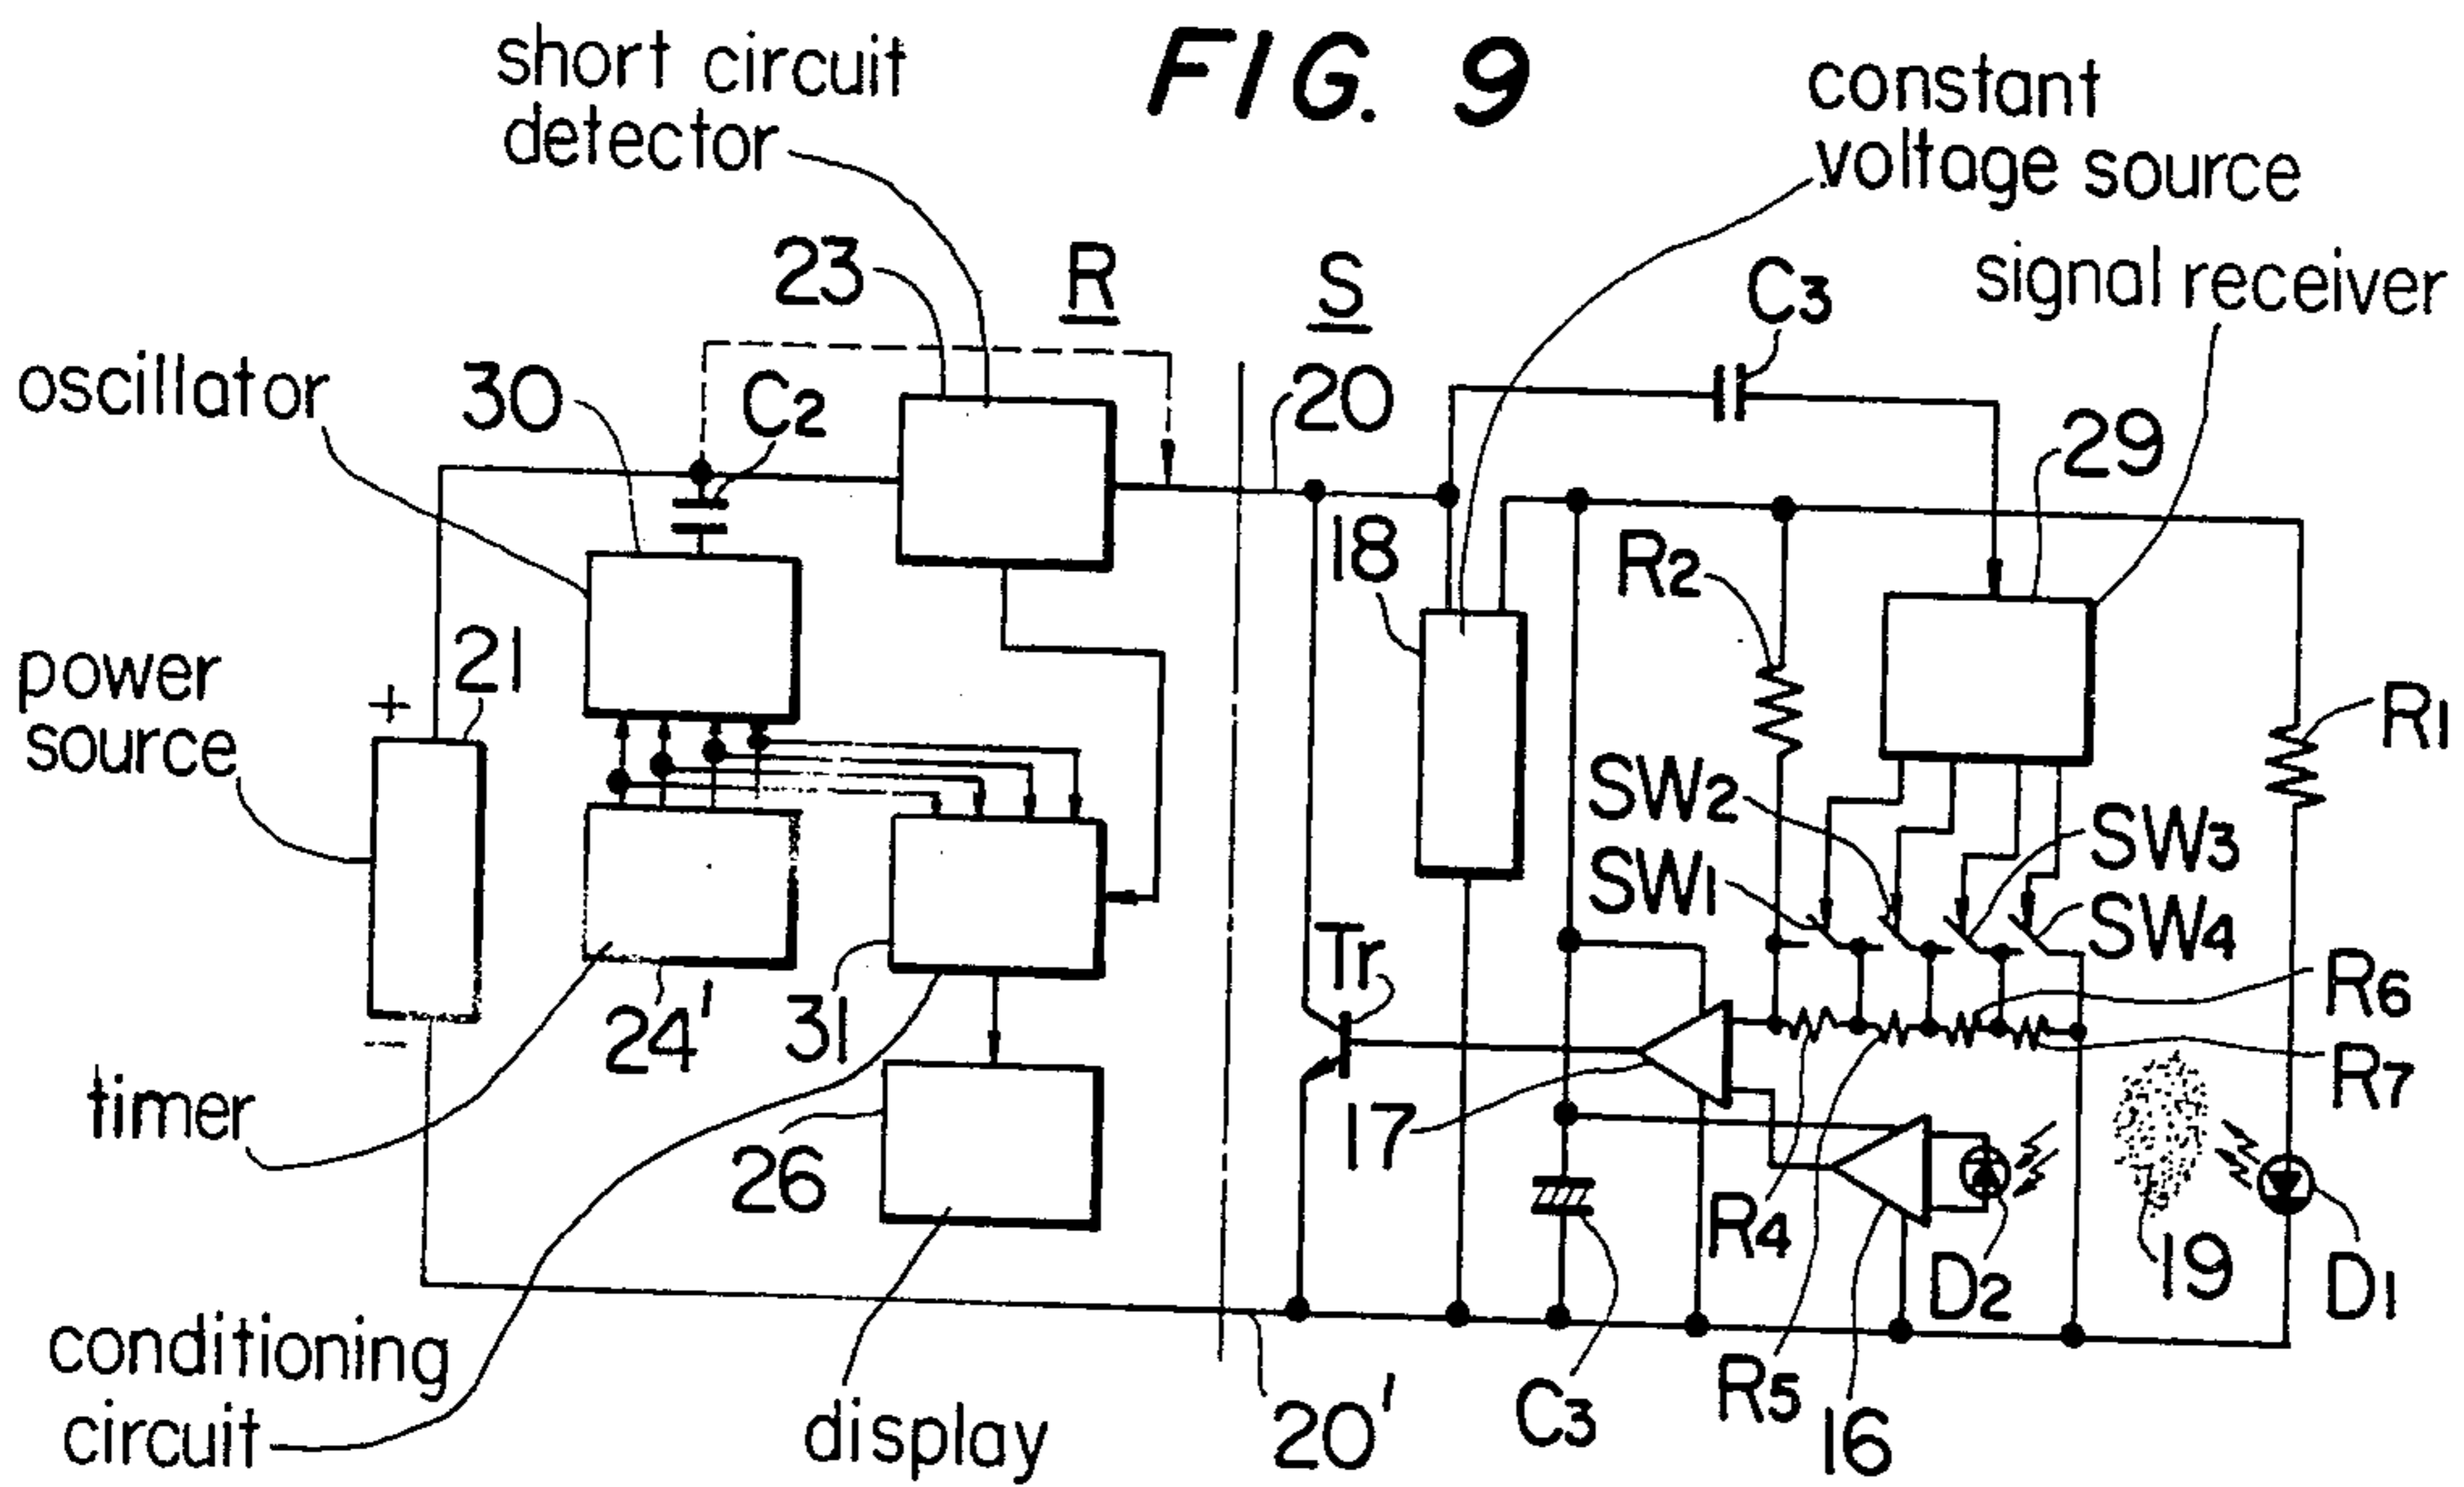 FIG. 9
short circuit
detector
constant
voltage source
signal receiver
23
R
S
C3
oscillator
30
C2
20
29
18
R2
power
source
+
21
R1
SW2
SW1
SW3
SW4
Tr
R6
R7
24'
31
timer
-
17
26
R4
D2
19
D1
conditioning
circuit
display
20'
C3
R5
16